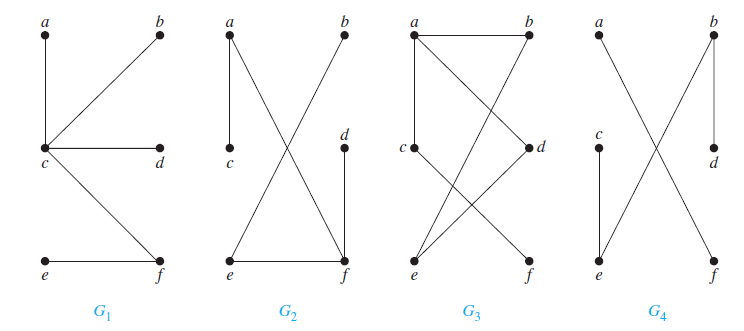 a b a b a b a b
c d c d c d c d
e f e f e f e f
G₁ G₂ G₃ G₄